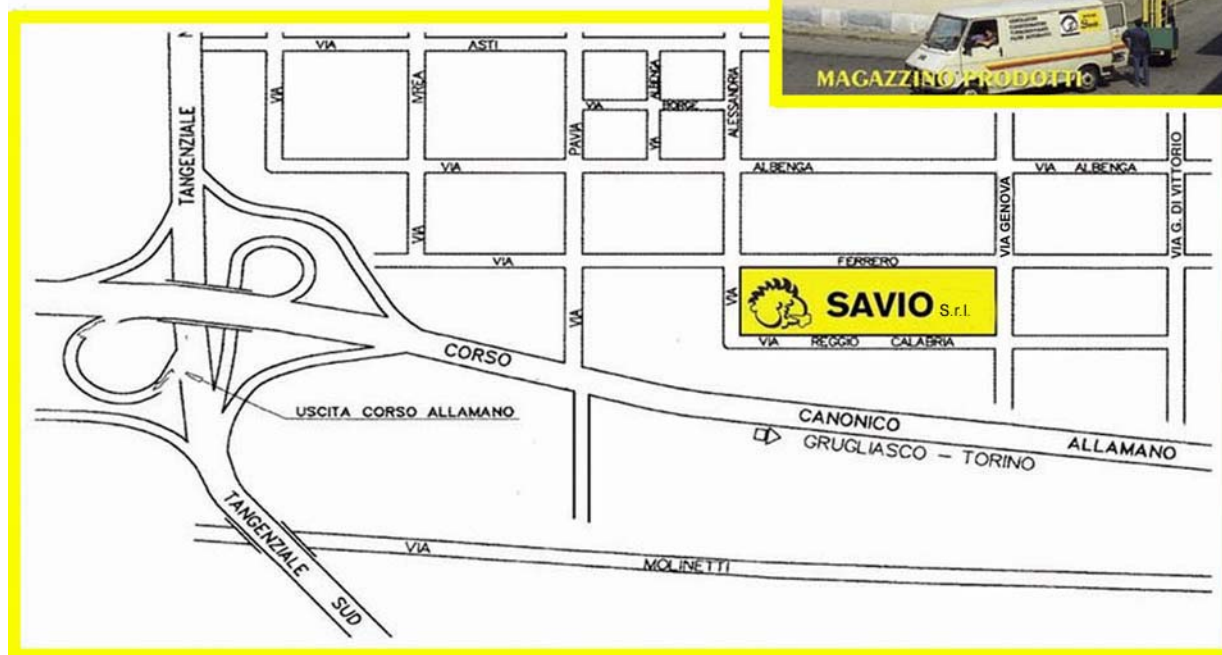 MAGAZZINO PRODOTTI
VIA ASTI
TANGENZIALE
VIA
VIA
PAVIA
VIA
ALBENGA
VIA
VIA BORGE
ALESSANDRIA
VIA ALBENGA
VIA ALBENGA
VIA GENOVA
VIA G. DI VITTORIO
VIA FERRERO
VIA
VIA
SAVIO S.r.l.
VIA REGGIO CALABRIA
CORSO CANONICO ALLAMANO
USCITA CORSO ALLAMANO
GRUGLIASCO - TORINO
TANGENZIALE SUD
VIA MOLINETTI